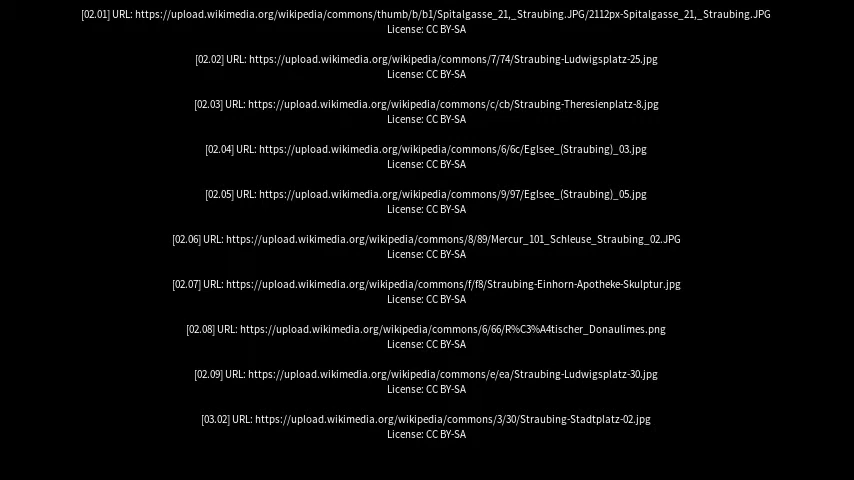 [02.01] URL: https://upload.wikimedia.org/wikipedia/commons/thumb/b/b1/Spitalgasse_21,_Straubing.JPG/2112px-Spitalgasse_21,_Straubing.JPG
License: CC BY-SA
[02.02] URL: https://upload.wikimedia.org/wikipedia/commons/7/74/Straubing-Ludwigsplatz-25.jpg
License: CC BY-SA
[02.03] URL: https://upload.wikimedia.org/wikipedia/commons/c/cb/Straubing-Theresienplatz-8.jpg
License: CC BY-SA
[02.04] URL: https://upload.wikimedia.org/wikipedia/commons/6/6c/Eglsee_(Straubing)_03.jpg
License: CC BY-SA
[02.05] URL: https://upload.wikimedia.org/wikipedia/commons/9/97/Eglsee_(Straubing)_05.jpg
License: CC BY-SA
[02.06] URL: https://upload.wikimedia.org/wikipedia/commons/8/89/Mercur_101_Schleuse_Straubing_02.JPG
License: CC BY-SA
[02.07] URL: https://upload.wikimedia.org/wikipedia/commons/f/f8/Straubing-Einhorn-Apotheke-Skulptur.jpg
License: CC BY-SA
[02.08] URL: https://upload.wikimedia.org/wikipedia/commons/6/66/R%C3%A4tischer_Donaulimes.png
License: CC BY-SA
[02.09] URL: https://upload.wikimedia.org/wikipedia/commons/e/ea/Straubing-Ludwigsplatz-30.jpg
License: CC BY-SA
[03.02] URL: https://upload.wikimedia.org/wikipedia/commons/3/30/Straubing-Stadtplatz-02.jpg
License: CC BY-SA